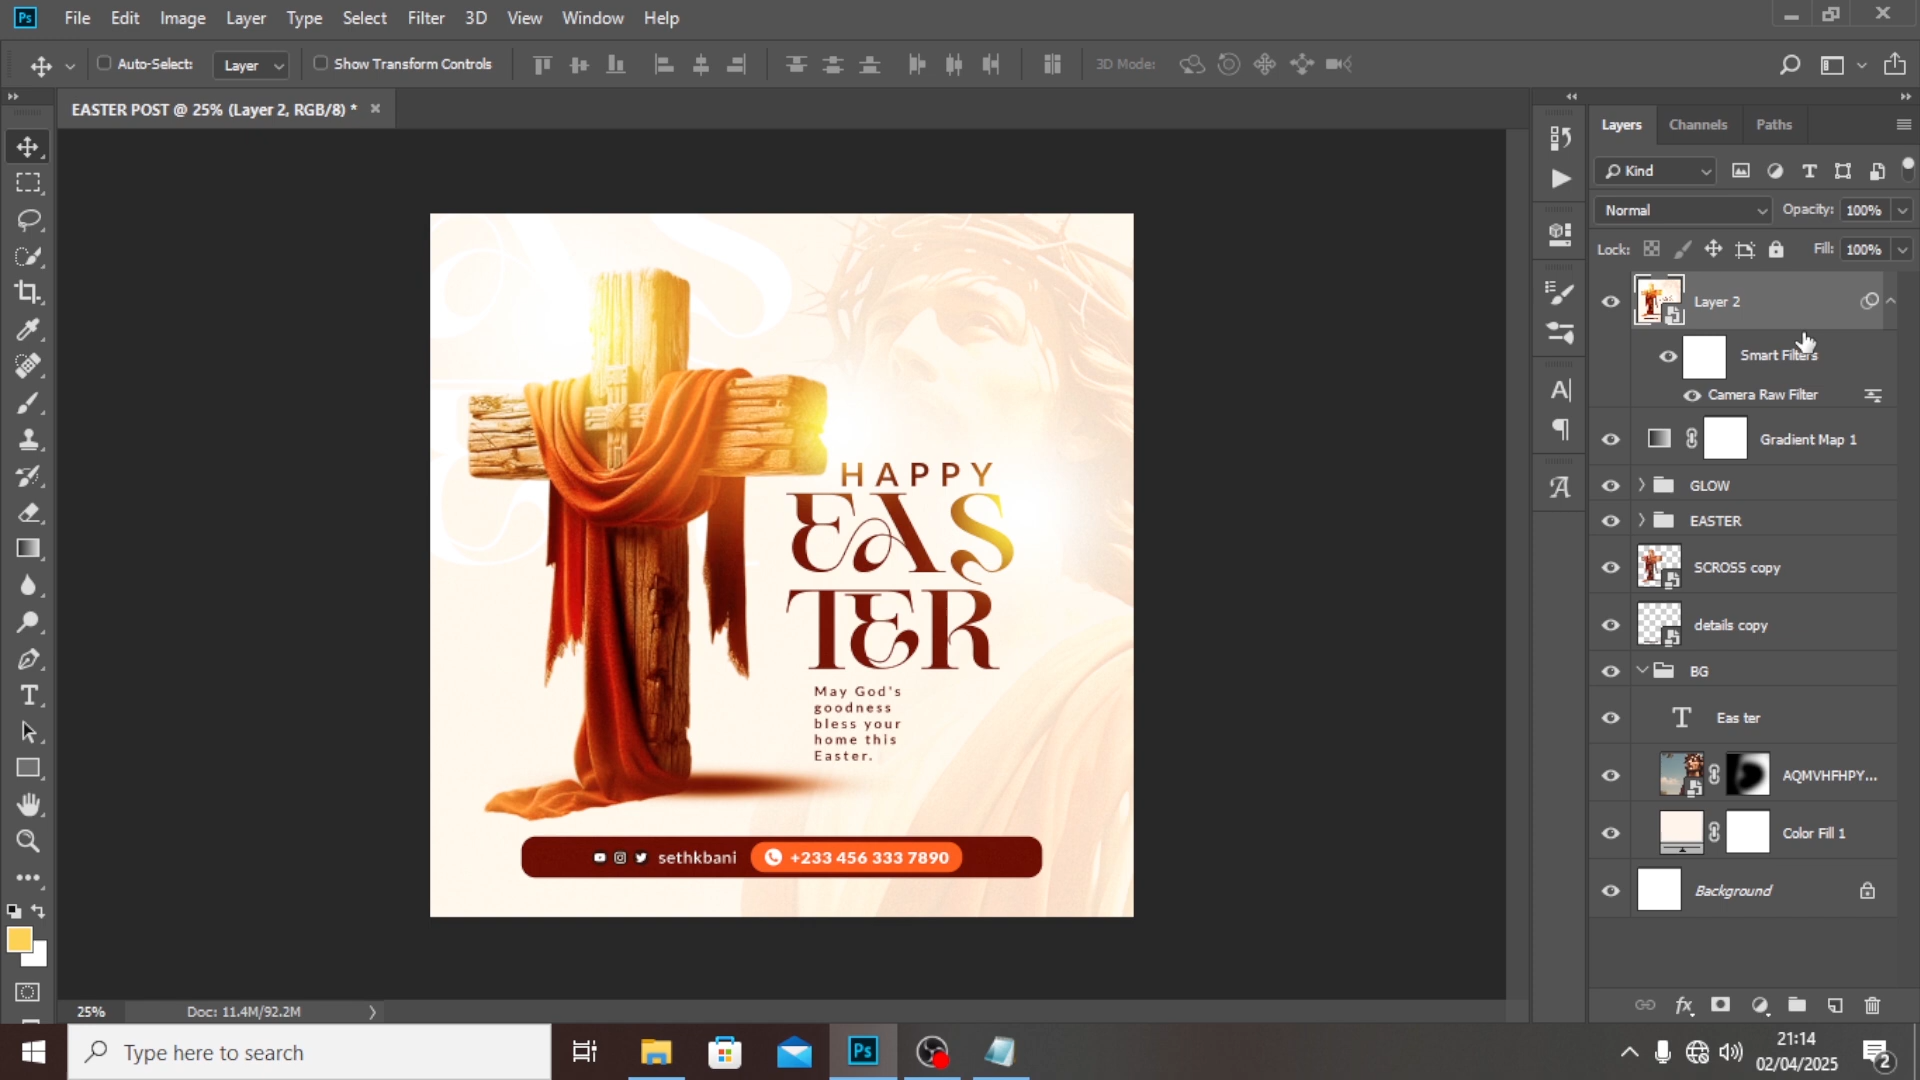 Ps File Edit Image Layer Type Select Filter 3D View Window Help
Auto-Select: Layer Show Transform Controls 3D Mode:
EASTER POST @ 25% (Layer 2, RGB/8) *
HAPPY
EAS
TER
May God's
goodness
bless your
home this
Easter.
sethkbani +233 456 333 7890
Layers Channels Paths
Kind
Normal Opacity: 100%
Lock: Fill: 100%
Layer 2
Smart Filters
Camera Raw Filter
Gradient Map 1
GLOW
EASTER
SCROSS copy
details copy
BG
Eas ter
AQMVHFHPY...
Color Fill 1
Background
25% Doc: 11.4M/92.2M
Type here to search
Ps
21:14
02/04/2025
2